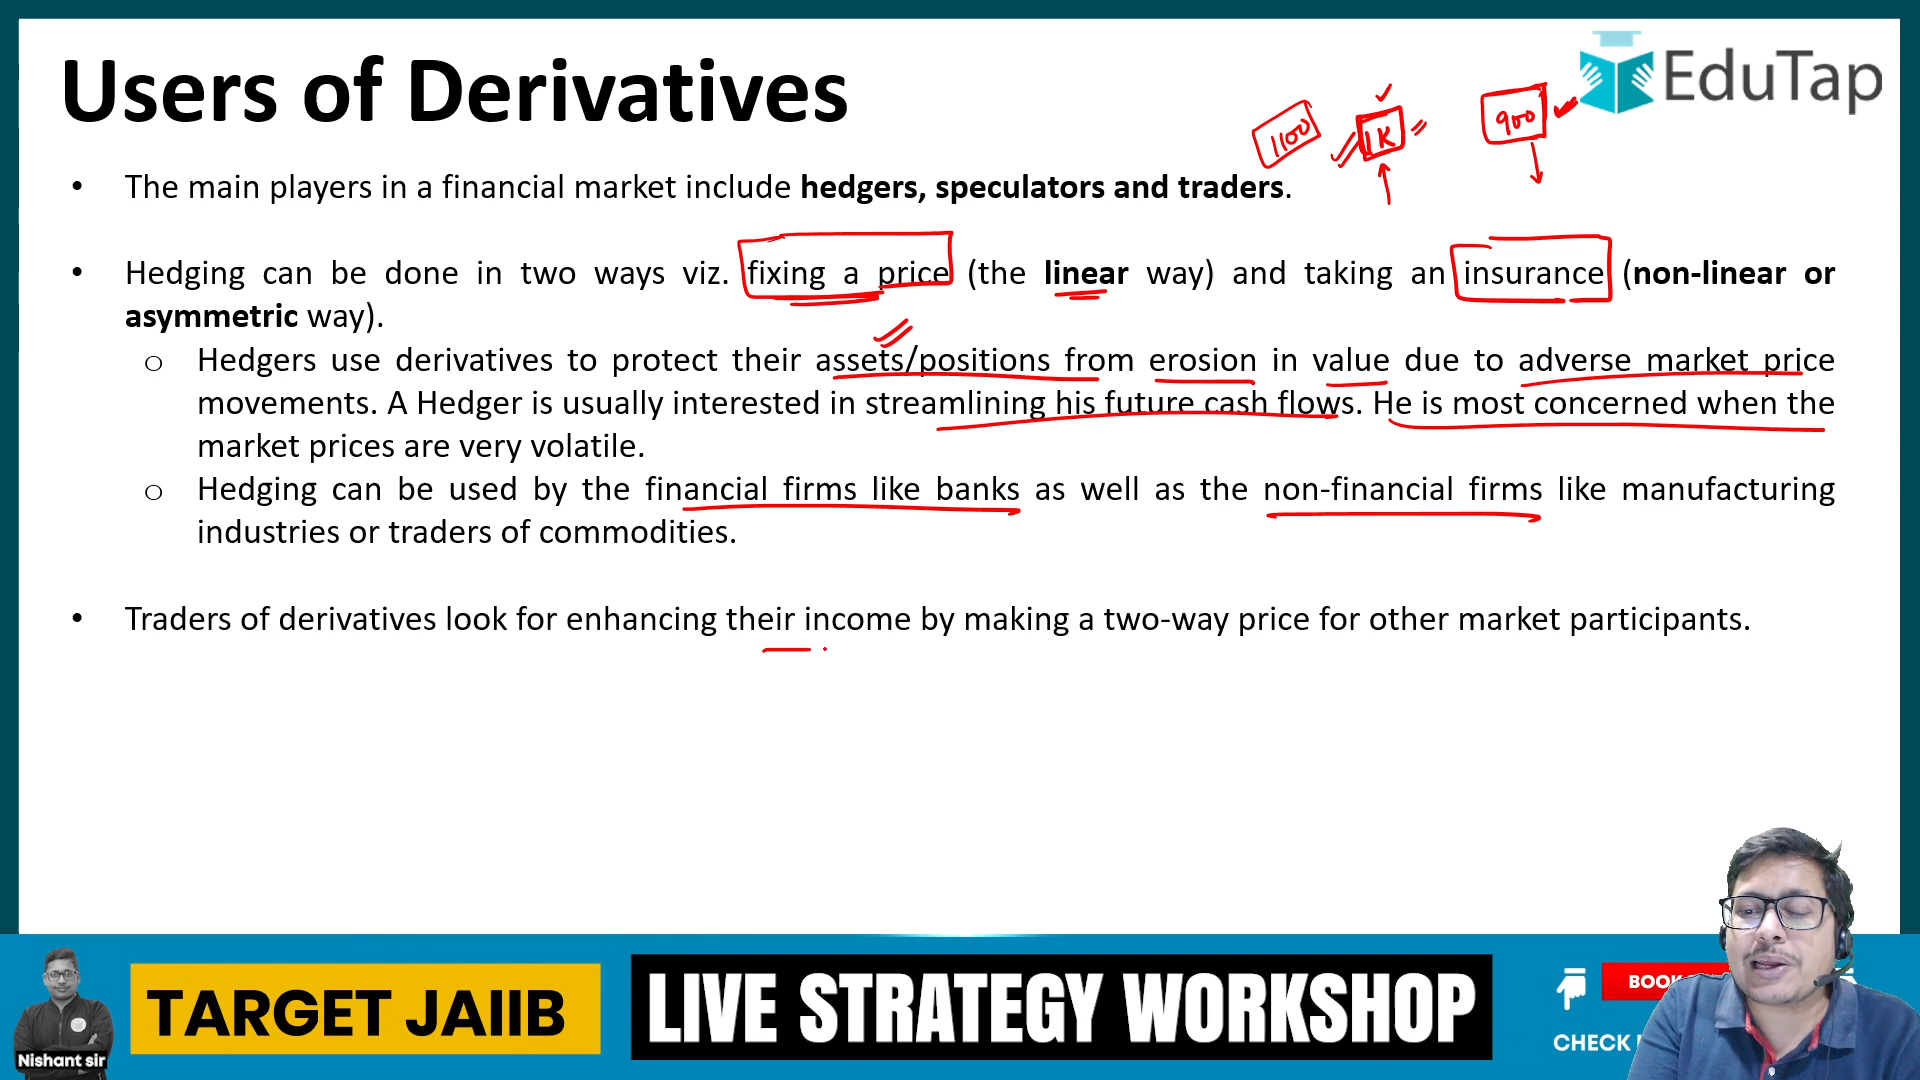 Users of Derivatives
EduTap
1100
1K
900
• The main players in a financial market include hedgers, speculators and traders.
• Hedging can be done in two ways viz. fixing a price (the linear way) and taking an insurance (non-linear or
asymmetric way).
o Hedgers use derivatives to protect their assets/positions from erosion in value due to adverse market price
movements. A Hedger is usually interested in streamlining his future cash flows. He is most concerned when the
market prices are very volatile.
o Hedging can be used by the financial firms like banks as well as the non-financial firms like manufacturing
industries or traders of commodities.
• Traders of derivatives look for enhancing their income by making a two-way price for other market participants.
Nishant sir
TARGET JAIIB
LIVE STRATEGY WORKSHOP
BOOK
CHECK